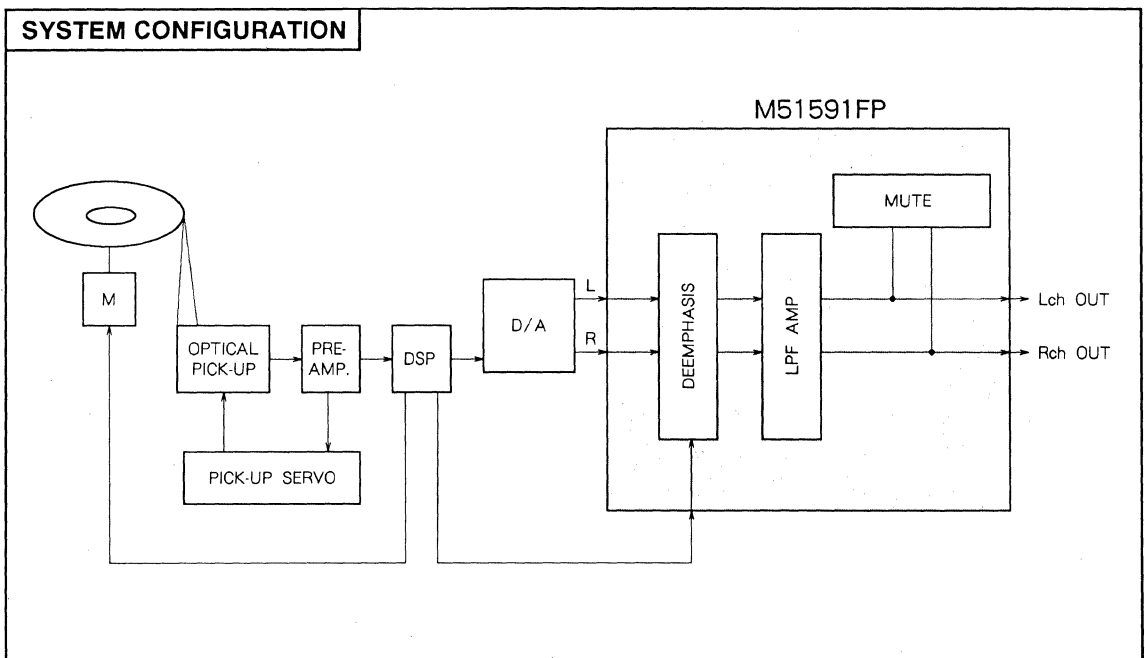 SYSTEM CONFIGURATION
M51591FP
MUTE
M
OPTICAL
PICK-UP
PRE-
AMP.
DSP
D/A
L
R
DEEMPHASIS
LPF AMP
Lch OUT
Rch OUT
PICK-UP SERVO